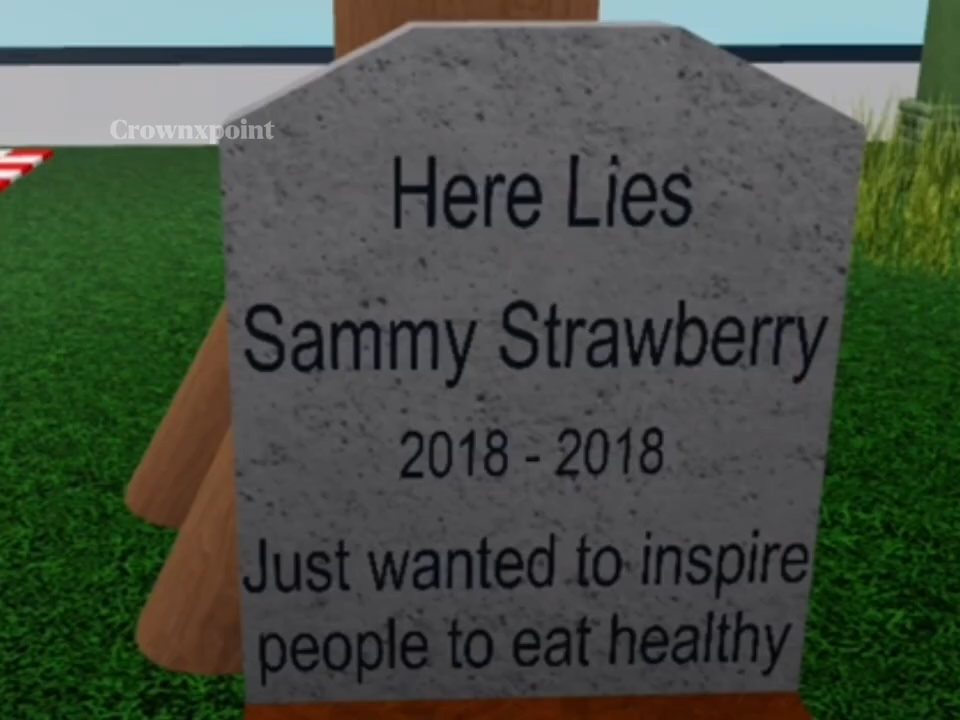 Crownxpoint
Here Lies
Sammy Strawberry
2018 - 2018
Just wanted to inspire
people to eat healthy